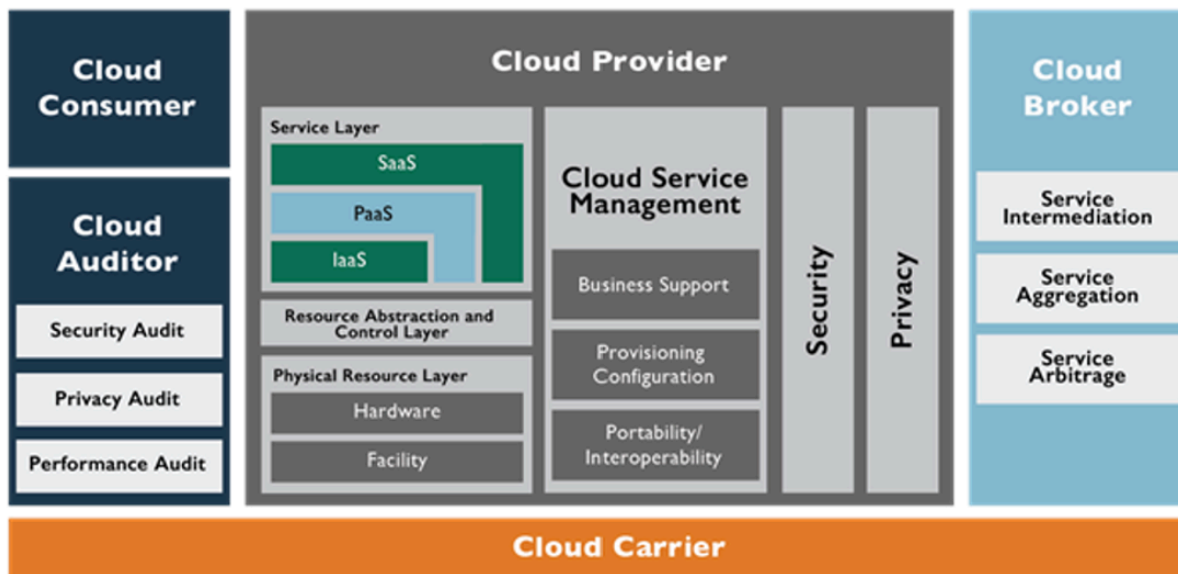 Cloud
Consumer
Cloud
Auditor
Security Audit
Privacy Audit
Performance Audit
Cloud Provider
Service Layer
SaaS
PaaS
IaaS
Resource Abstraction and
Control Layer
Physical Resource Layer
Hardware
Facility
Cloud Service
Management
Business Support
Provisioning
Configuration
Portability/
Interoperability
Security
Privacy
Cloud
Broker
Service
Intermediation
Service
Aggregation
Service
Arbitrage
Cloud Carrier